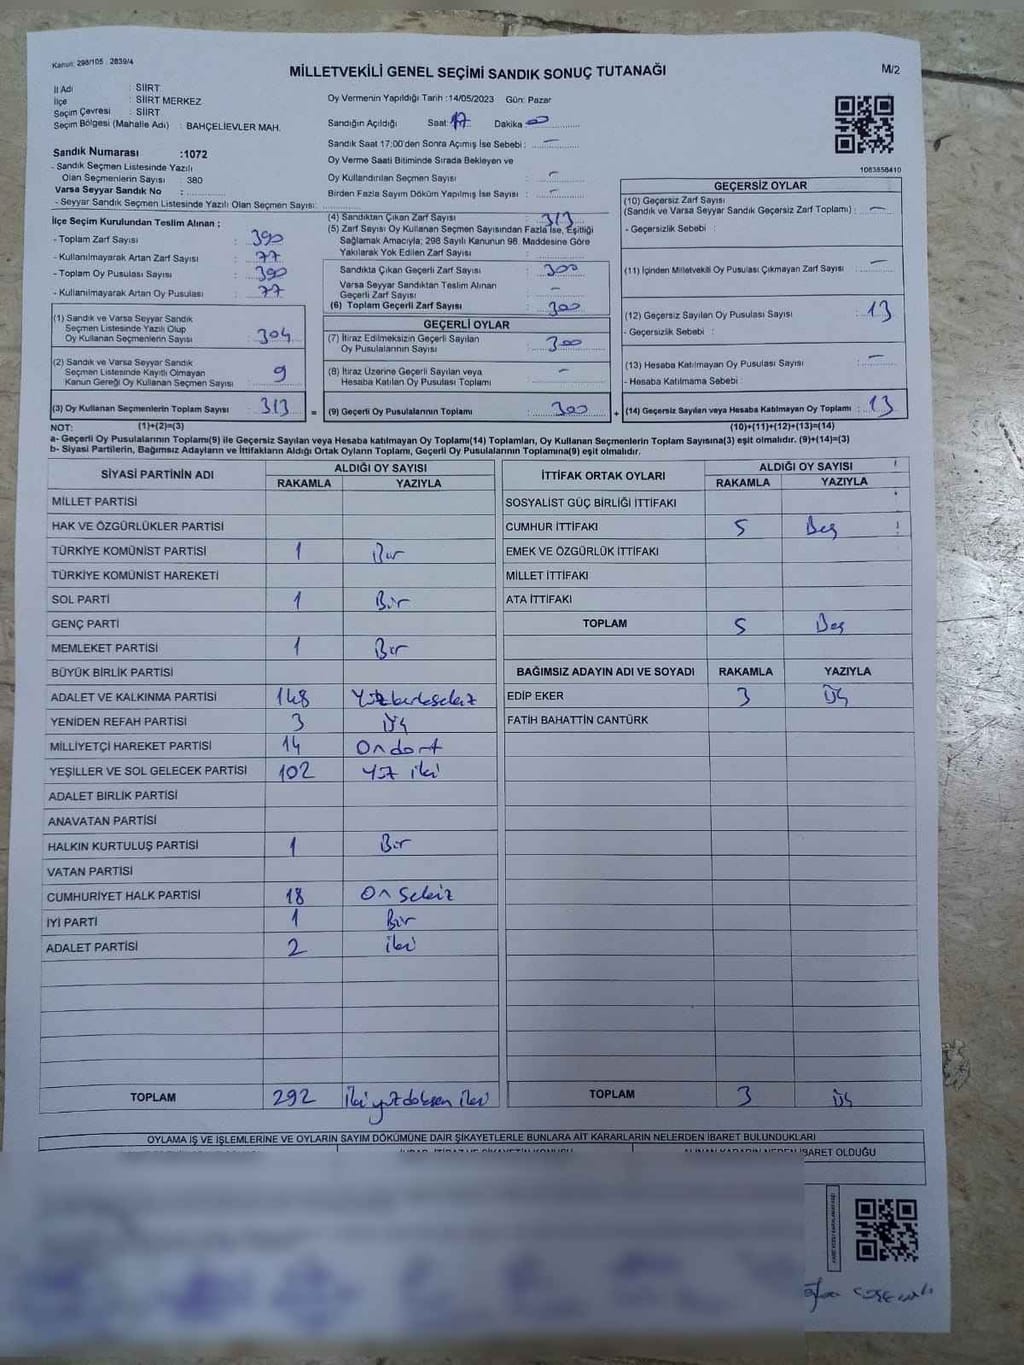 Kanun: 298/105 . 2839/4
MİLLETVEKİLİ GENEL SEÇİMİ SANDIK SONUÇ TUTANAĞI
M/2
İl Adı : SİİRT
İlçe : SİİRT MERKEZ
Seçim Çevresi : SİİRT
Seçim Bölgesi (Mahalle Adı) : BAHÇELİEVLER MAH.
Oy Vermenin Yapıldığı Tarih :14/05/2023 Gün: Pazar
Sandığın Açıldığı Saat: 17 Dakika 00
Sandık Saat 17:00'den Sonra Açımış İse Sebebi : —
Oy Verme Saati Bitiminde Sırada Bekleyen ve
Oy Kullandırılan Seçmen Sayısı : —
Birden Fazla Sayım Döküm Yapılmış İse Sayısı : —
Sandık Numarası :1072
- Sandık Seçmen Listesinde Yazılı
Olan Seçmenlerin Sayısı : 380
Varsa Seyyar Sandık No :
- Seyyar Sandık Seçmen Listesinde Yazılı Olan Seçmen Sayısı:
1083858410
İlçe Seçim Kurulundan Teslim Alınan ;
- Toplam Zarf Sayısı : 390
- Kullanılmayarak Artan Zarf Sayısı : 77
- Toplam Oy Pusulası Sayısı : 390
- Kullanılmayarak Artan Oy Pusulası : 77
(1) Sandık ve Varsa Seyyar Sandık
Seçmen Listesinde Yazılı Olup
Oy Kullanan Seçmenlerin Sayısı : 304
(2) Sandık ve Varsa Seyyar Sandık
Seçmen Listesinde Kayıtlı Olmayan
Kanun Gereği Oy Kullanan Seçmen Sayısı : 9
(3) Oy Kullanan Seçmenlerin Toplam Sayısı : 313
(1)+(2)=(3)
(4) Sandıktan Çıkan Zarf Sayısı : 313
(5) Zarf Sayısı Oy Kullanan Seçmen Sayısından Fazla İse, Eşitliği
Sağlamak Amacıyla; 298 Sayılı Kanunun 98. Maddesine Göre
Yakılarak Yok Edilen Zarf Sayısı :
Sandıkta Çıkan Geçerli Zarf Sayısı : 300
Varsa Seyyar Sandıktan Teslim Alınan
Geçerli Zarf Sayısı : —
(6) Toplam Geçerli Zarf Sayısı : 300
GEÇERLİ OYLAR
(7) İtiraz Edilmeksizin Geçerli Sayılan
Oy Pusulalarının Sayısı : 300
(8) İtiraz Üzerine Geçerli Sayılan veya
Hesaba Katılan Oy Pusulası Toplamı : —
= (9) Geçerli Oy Pusulalarının Toplamı : 300
GEÇERSİZ OYLAR
(10) Geçersiz Zarf Sayısı
(Sandık ve Varsa Seyyar Sandık Geçersiz Zarf Toplamı) : —
- Geçersizlik Sebebi :
(11) İçinden Milletvekili Oy Pusulası Çıkmayan Zarf Sayısı : —
(12) Geçersiz Sayılan Oy Pusulası Sayısı : 13
- Geçersizlik Sebebi :
(13) Hesaba Katılmayan Oy Pusulası Sayısı : —
- Hesaba Katılmama Sebebi :
+ (14) Geçersiz Sayılan veya Hesaba Katılmayan Oy Toplamı : 13
(10)+(11)+(12)+(13)=(14)
NOT:
a- Geçerli Oy Pusulalarının Toplamı(9) ile Geçersiz Sayılan veya Hesaba katılmayan Oy Toplamı(14) Toplamları, Oy Kullanan Seçmenlerin Toplam Sayısına(3) eşit olmalıdır. (9)+(14)=(3)
b- Siyasi Partilerin, Bağımsız Adayların ve İttifakların Aldığı Ortak Oyların Toplamı, Geçerli Oy Pusulalarının Toplamına(9) eşit olmalıdır.
SİYASİ PARTİNİN ADI ALDIĞI OY SAYISI
RAKAMLA YAZIYLA
MİLLET PARTİSİ
HAK VE ÖZGÜRLÜKLER PARTİSİ
TÜRKİYE KOMÜNİST PARTİSİ 1 Bir
TÜRKİYE KOMÜNİST HAREKETİ
SOL PARTİ 1 Bir
GENÇ PARTİ
MEMLEKET PARTİSİ 1 Bir
BÜYÜK BİRLİK PARTİSİ
ADALET VE KALKINMA PARTİSİ 148
YENİDEN REFAH PARTİSİ 3 Üç
MİLLİYETÇİ HAREKET PARTİSİ 14 Ondört
YEŞİLLER VE SOL GELECEK PARTİSİ 102 Yüz iki
ADALET BİRLİK PARTİSİ
ANAVATAN PARTİSİ
HALKIN KURTULUŞ PARTİSİ 1 Bir
VATAN PARTİSİ
CUMHURİYET HALK PARTİSİ 18 On Sekiz
İYİ PARTİ 1 Bir
ADALET PARTİSİ 2 iki
TOPLAM 292 iki yüz doksan iki
İTTİFAK ORTAK OYLARI ALDIĞI OY SAYISI
RAKAMLA YAZIYLA
SOSYALİST GÜÇ BİRLİĞİ İTTİFAKI
CUMHUR İTTİFAKI 5 Beş
EMEK VE ÖZGÜRLÜK İTTİFAKI
MİLLET İTTİFAKI
ATA İTTİFAKI
TOPLAM 5 Beş
BAĞIMSIZ ADAYIN ADI VE SOYADI RAKAMLA YAZIYLA
EDİP EKER 3 Üç
FATİH BAHATTİN CANTÜRK
TOPLAM 3 üç
OYLAMA İŞ VE İŞLEMLERİNE VE OYLARIN SAYIM DÖKÜMÜNE DAİR ŞİKAYETLERLE BUNLARA AİT KARARLARIN NELERDEN İBARET BULUNDUKLARI
İBARET OLDUĞU